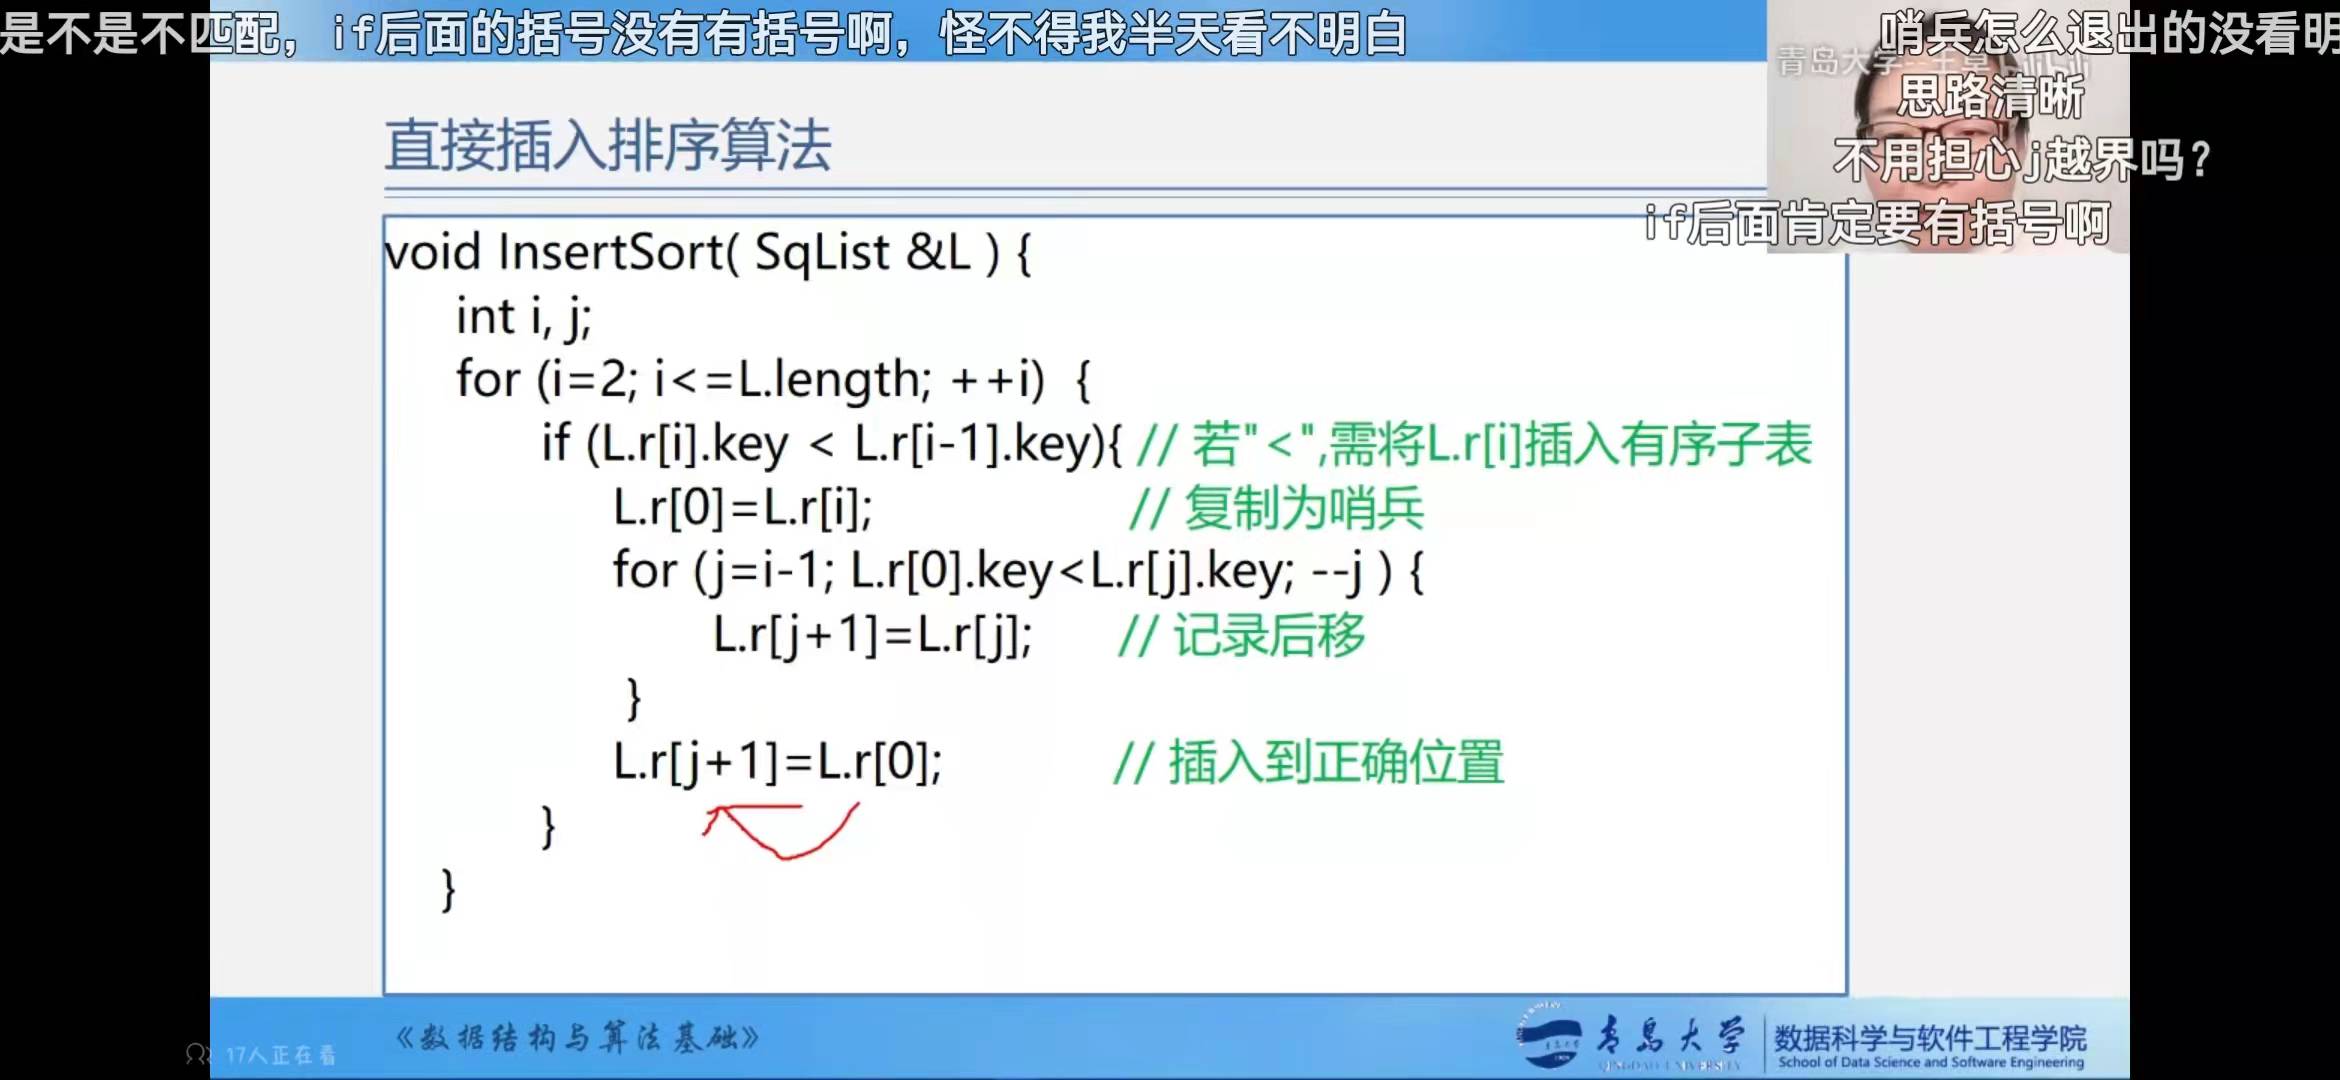 是不是不匹配，if后面的括号没有有括号啊，怪不得我半天看不明白
哨兵怎么退出的没看明
思路清晰
不用担心j越界吗？
if后面肯定要有括号啊
直接插入排序算法
void InsertSort( SqList &L ) {
int i, j;
for (i=2; i<=L.length; ++i) {
if (L.r[i].key < L.r[i-1].key){ // 若"<",需将L.r[i]插入有序子表
L.r[0]=L.r[i]; // 复制为哨兵
for (j=i-1; L.r[0].key<L.r[j].key; --j ) {
L.r[j+1]=L.r[j]; // 记录后移
}
L.r[j+1]=L.r[0]; // 插入到正确位置
}
}
《数据结构与算法基础》
17人正在看
青岛大学
QINGDAO UNIVERSITY
数据科学与软件工程学院
School of Data Science and Software Engineering